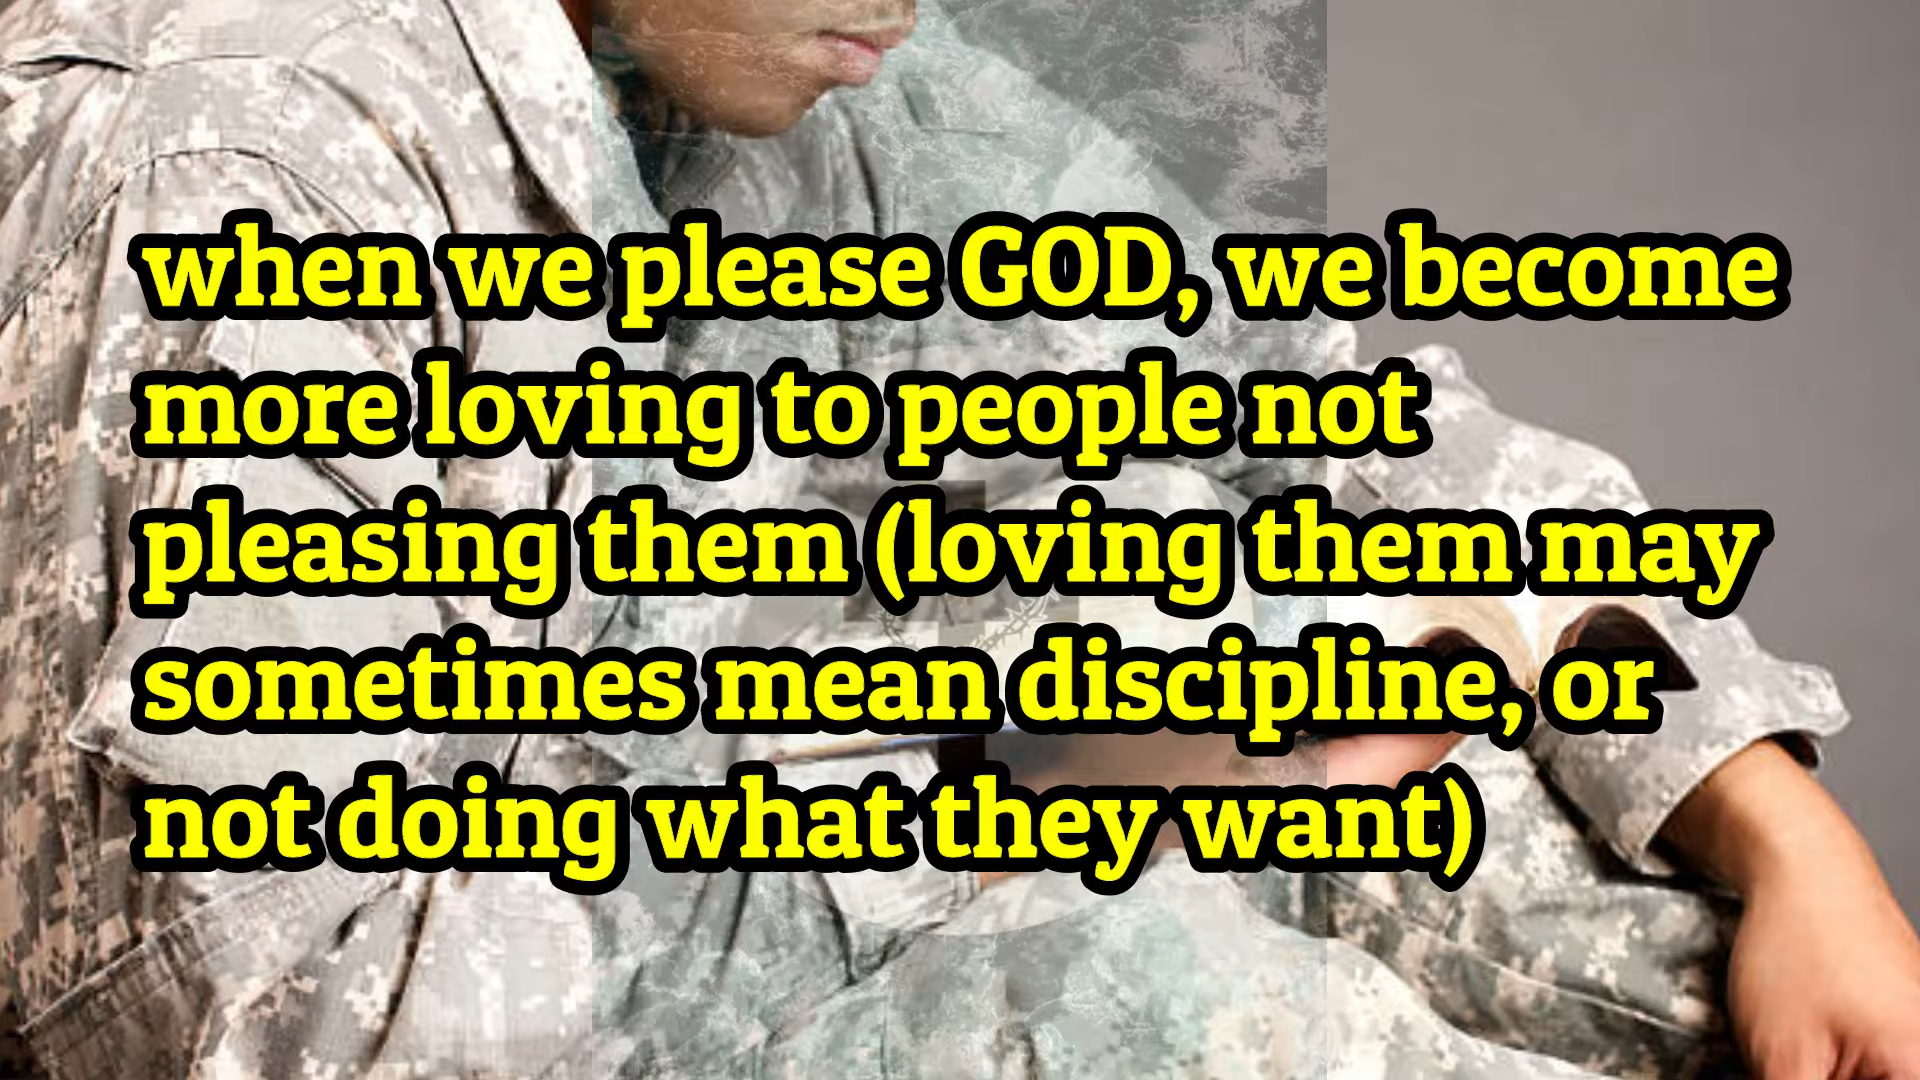 when we please GOD, we become
more loving to people not
pleasing them (loving them may
sometimes mean discipline, or
not doing what they want)